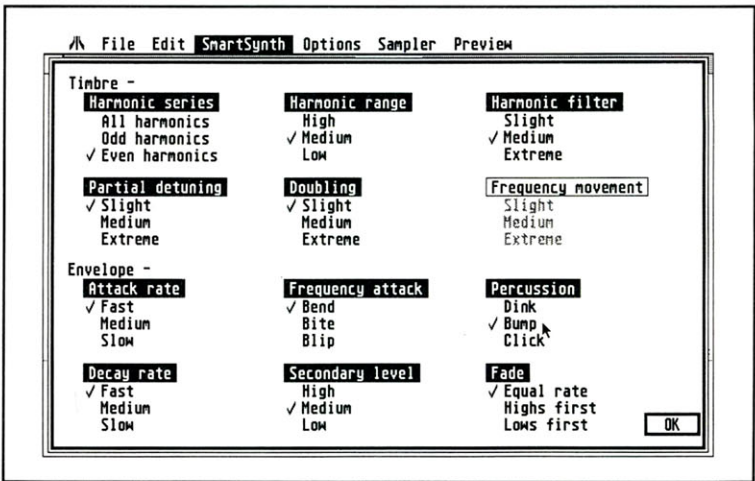 File Edit SmartSynth Options Sampler Preview
Timbre -
Harmonic series Harmonic range Harmonic filter
All harmonics High Slight
Odd harmonics ✓ Medium ✓ Medium
✓ Even harmonics Low Extreme
Partial detuning Doubling Frequency movement
✓ Slight ✓ Slight Slight
Medium Medium Medium
Extreme Extreme Extreme
Envelope -
Attack rate Frequency attack Percussion
✓ Fast ✓ Bend Dink
Medium Bite ✓ Bump
Slow Blip Click
Decay rate Secondary level Fade
✓ Fast High ✓ Equal rate
Medium ✓ Medium Highs first
Slow Low Lows first
OK